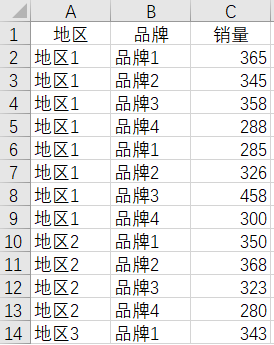 A B C
1 地区 品牌 销量
2 地区1 品牌1 365
3 地区1 品牌2 345
4 地区1 品牌3 358
5 地区1 品牌4 288
6 地区1 品牌1 285
7 地区1 品牌2 326
8 地区1 品牌3 458
9 地区1 品牌4 300
10 地区2 品牌1 350
11 地区2 品牌2 368
12 地区2 品牌3 323
13 地区2 品牌4 280
14 地区3 品牌1 343